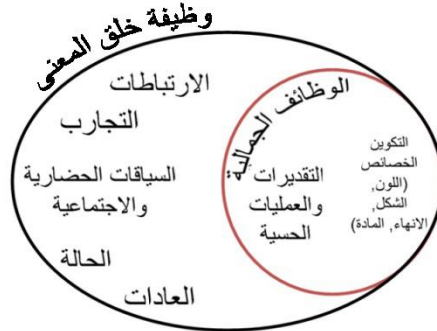 وظيفة خلق المعنى
الارتباطات
التجارب
السياقات الحضارية
والاجتماعية
الحالة
العادات
الوظائف الجمالية
التقديرات
والعمليات
الحسية
التكوين
الخصائص
(اللون,
الشكل,
الانهاء, المادة)